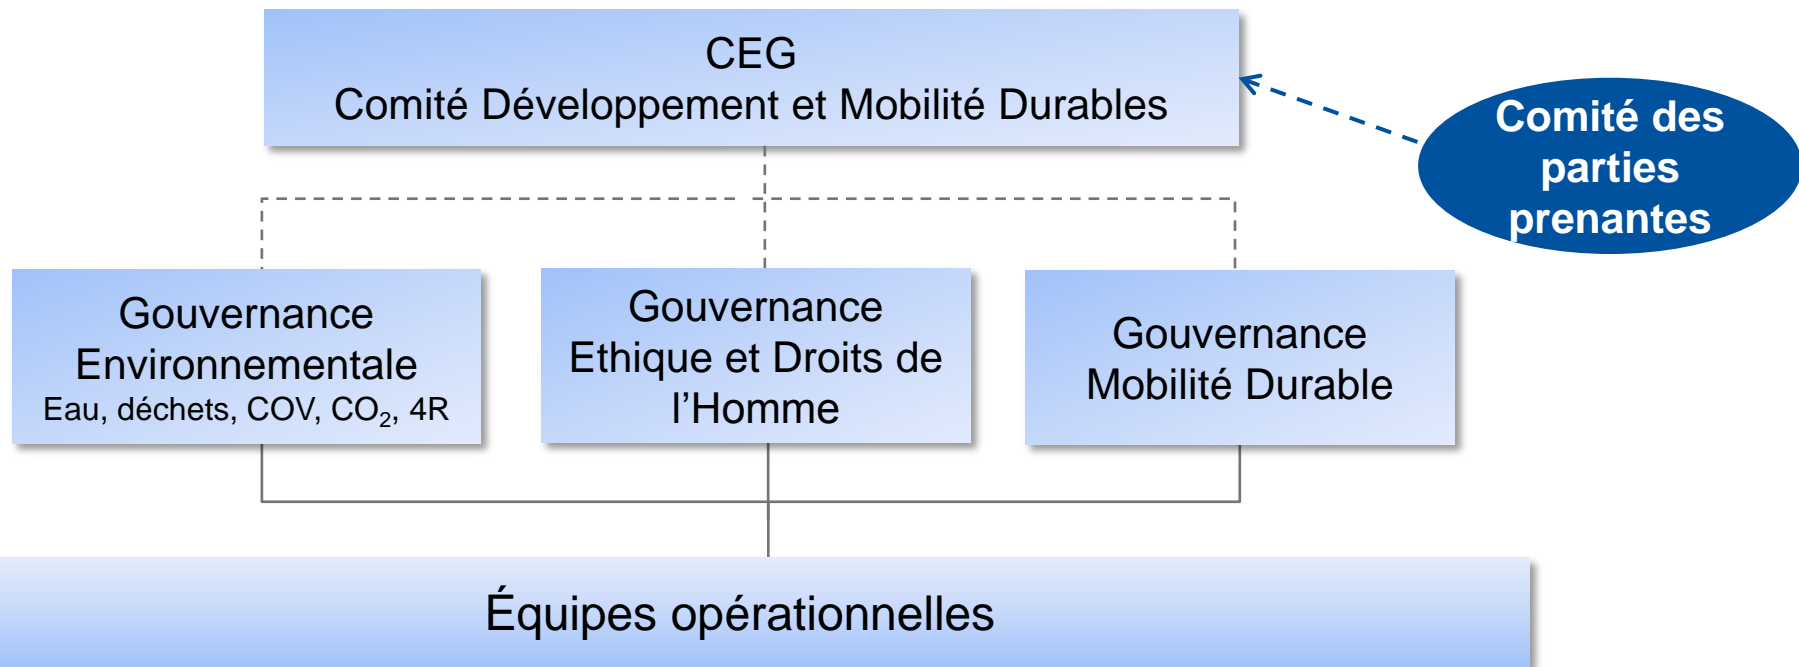 CEG
Comité Développement et Mobilité Durables
Comité des
parties
prenantes
Gouvernance
Environnementale
Eau, déchets, COV, CO₂, 4R
Gouvernance
Ethique et Droits de
l’Homme
Gouvernance
Mobilité Durable
Équipes opérationnelles